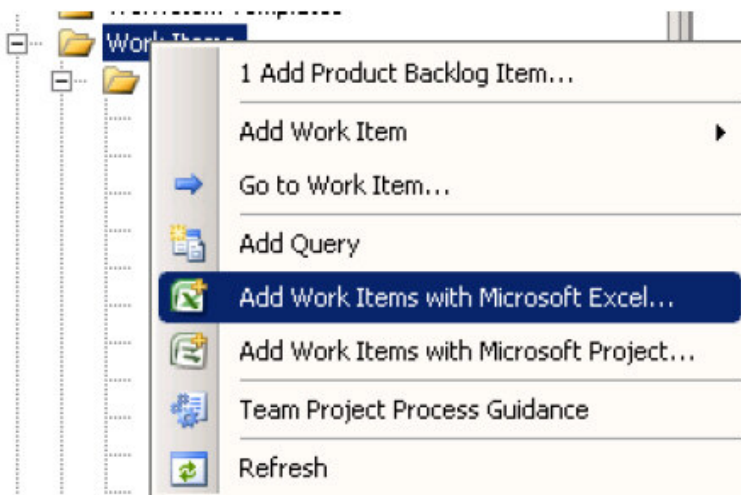 Work Items
1 Add Product Backlog Item...
Add Work Item
Go to Work Item...
Add Query
Add Work Items with Microsoft Excel...
Add Work Items with Microsoft Project...
Team Project Process Guidance
Refresh